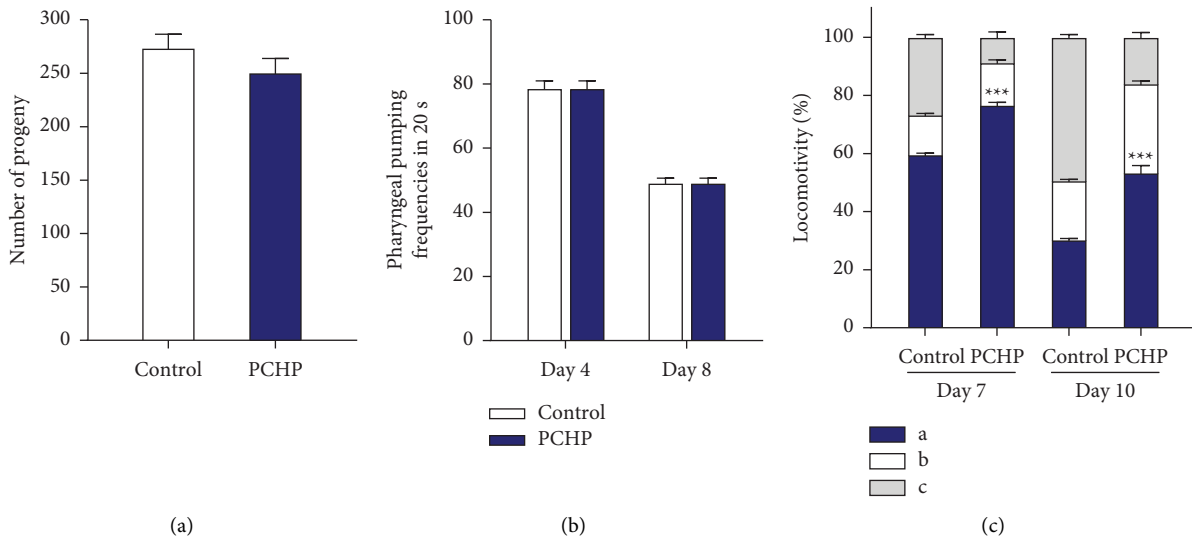 Number of progeny
300
250
200
150
100
50
0
Control
PCHP
(a)
Pharyngeal pumping
frequencies in 20 s
100
80
60
40
20
0
Day 4
Day 8
Control
PCHP
(b)
Locomotivity (%)
100
80
60
40
20
0
***
***
Control PCHP
Control PCHP
Day 7
Day 10
a
b
c
(c)